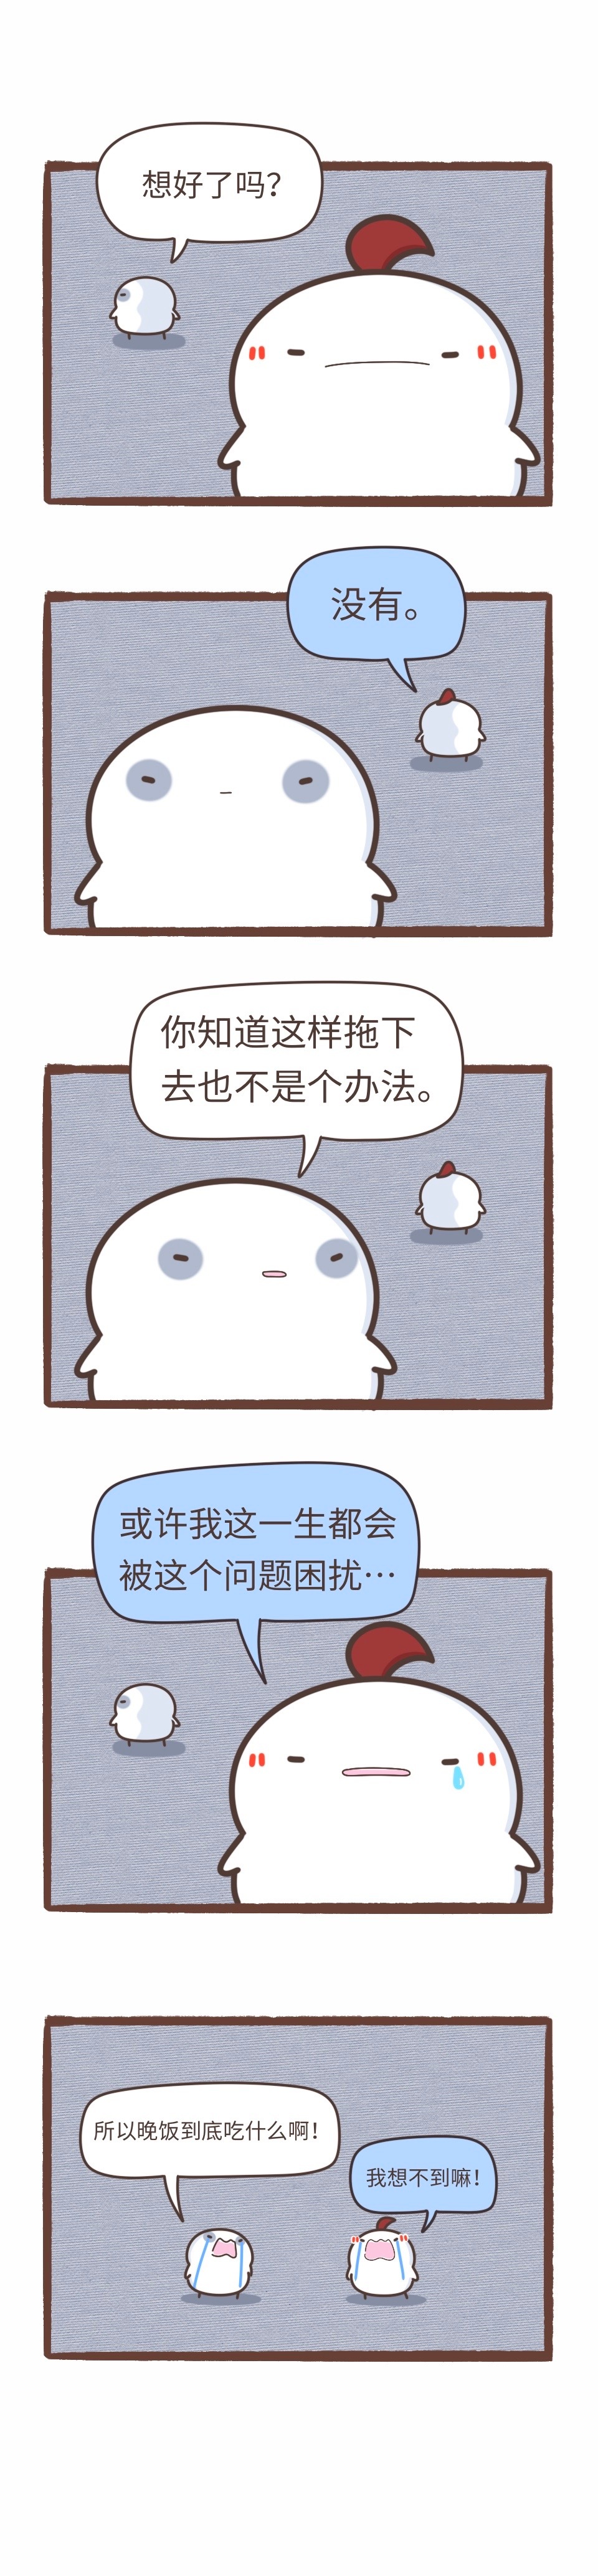 想好了吗？
没有。
你知道这样拖下
去也不是个办法。
或许我这一生都会
被这个问题困扰…
所以晚饭到底吃什么啊！
我想不到嘛！